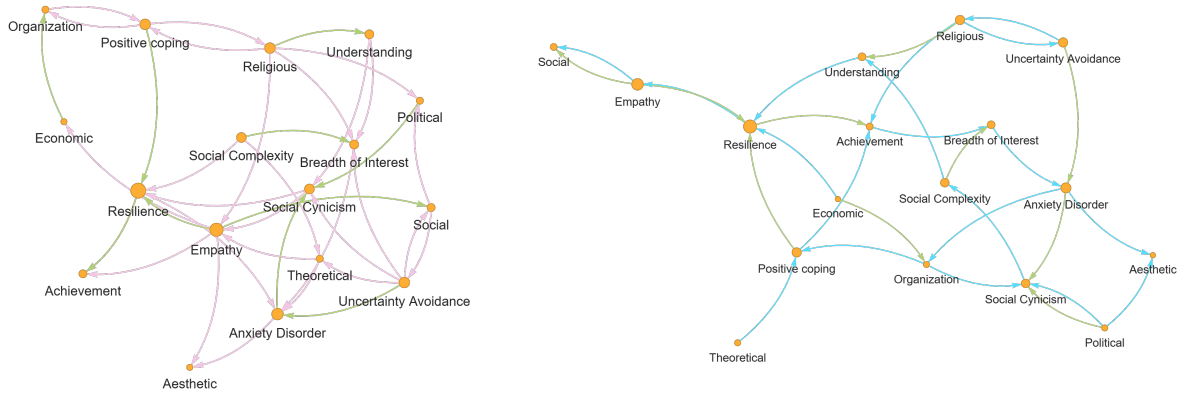 Organization
Positive coping
Religious
Understanding
Political
Economic
Social Complexity
Breadth of Interest
Resilience
Social Cynicism
Social
Empathy
Theoretical
Achievement
Uncertainty Avoidance
Anxiety Disorder
Aesthetic
Religious
Uncertainty Avoidance
Social
Understanding
Empathy
Resilience
Achievement
Breadth of Interest
Social Complexity
Anxiety Disorder
Economic
Positive coping
Organization
Aesthetic
Social Cynicism
Political
Theoretical